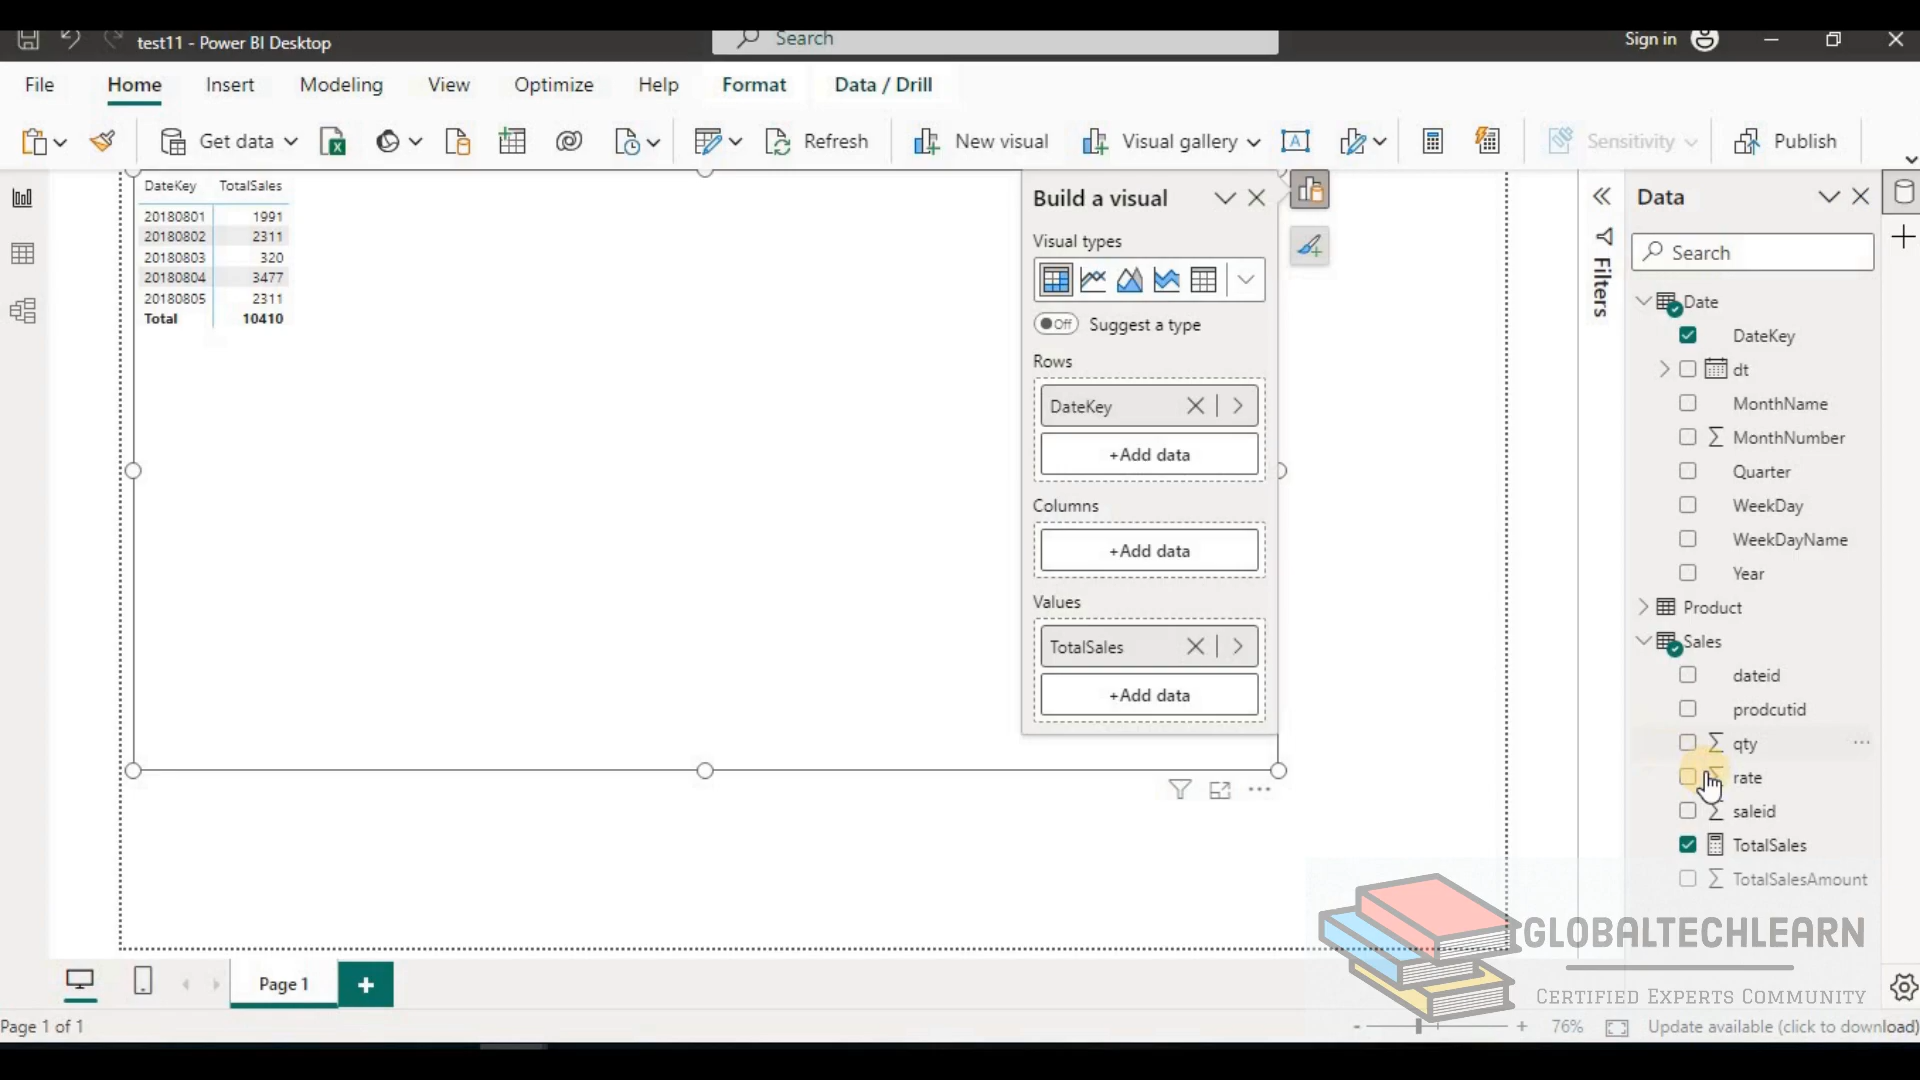 test11 - Power BI Desktop
Search
Sign in
File
Home
Insert
Modeling
View
Optimize
Help
Format
Data / Drill
Get data
Refresh
New visual
Visual gallery
Sensitivity
Publish
DateKey TotalSales
20180801 1991
20180802 2311
20180803 320
20180804 3477
20180805 2311
Total 10410
Build a visual
Visual types
Off Suggest a type
Rows
DateKey
+Add data
Columns
+Add data
Values
TotalSales
+Add data
Filters
Data
Search
Date
DateKey
dt
MonthName
MonthNumber
Quarter
WeekDay
WeekDayName
Year
Product
Sales
dateid
prodcutid
qty
rate
saleid
TotalSales
TotalSalesAmount
GLOBALTECHLEARN
CERTIFIED EXPERTS COMMUNITY
Page 1
Page 1 of 1
76%
Update available (click to download)